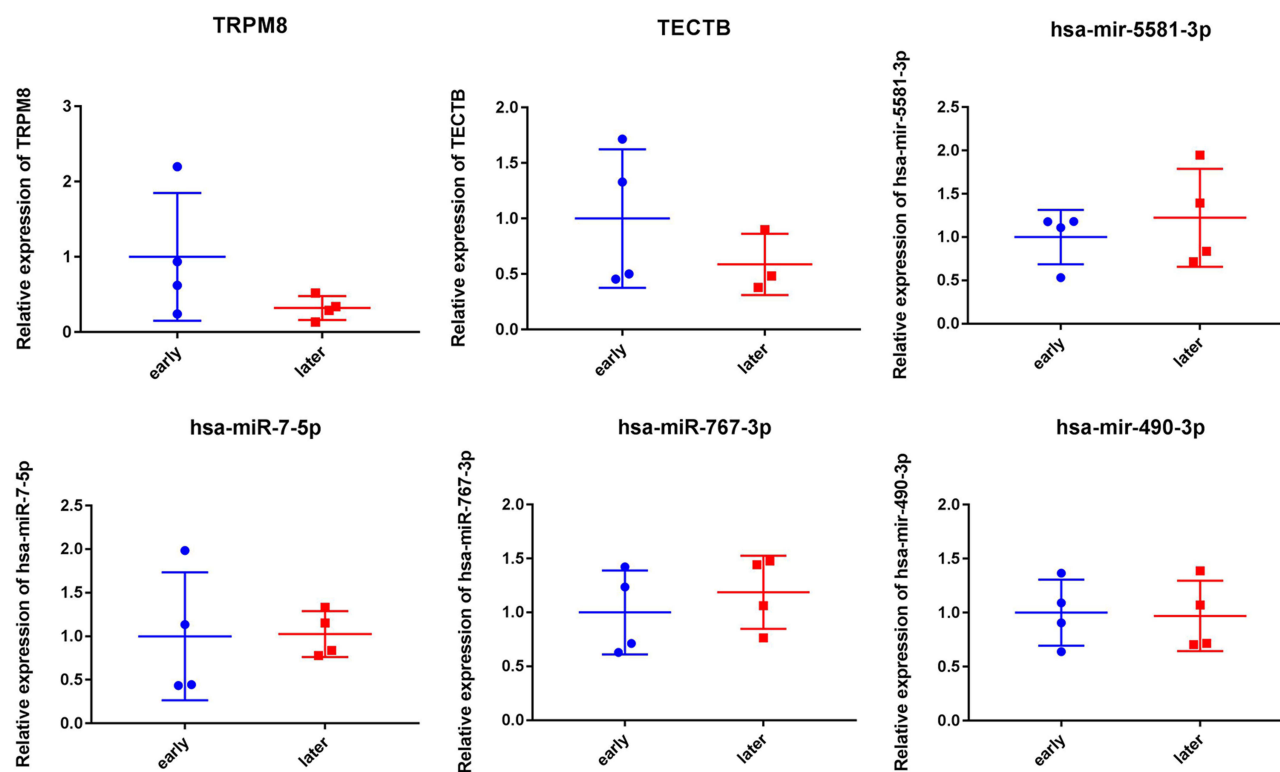 TRPM8
Relative expression of TRPM8
3
2
1
0
early
later
TECTB
Relative expression of TECTB
2.0
1.5
1.0
0.5
0.0
early
later
hsa-mir-5581-3p
Relative expression of hsa-mir-5581-3p
2.5
2.0
1.5
1.0
0.5
0.0
early
later
hsa-miR-7-5p
Relative expression of hsa-miR-7-5p
2.5
2.0
1.5
1.0
0.5
0.0
early
later
hsa-miR-767-3p
Relative expression of hsa-miR-767-3p
2.0
1.5
1.0
0.5
0.0
early
later
hsa-mir-490-3p
Relative expression of hsa-mir-490-3p
2.0
1.5
1.0
0.5
0.0
early
later